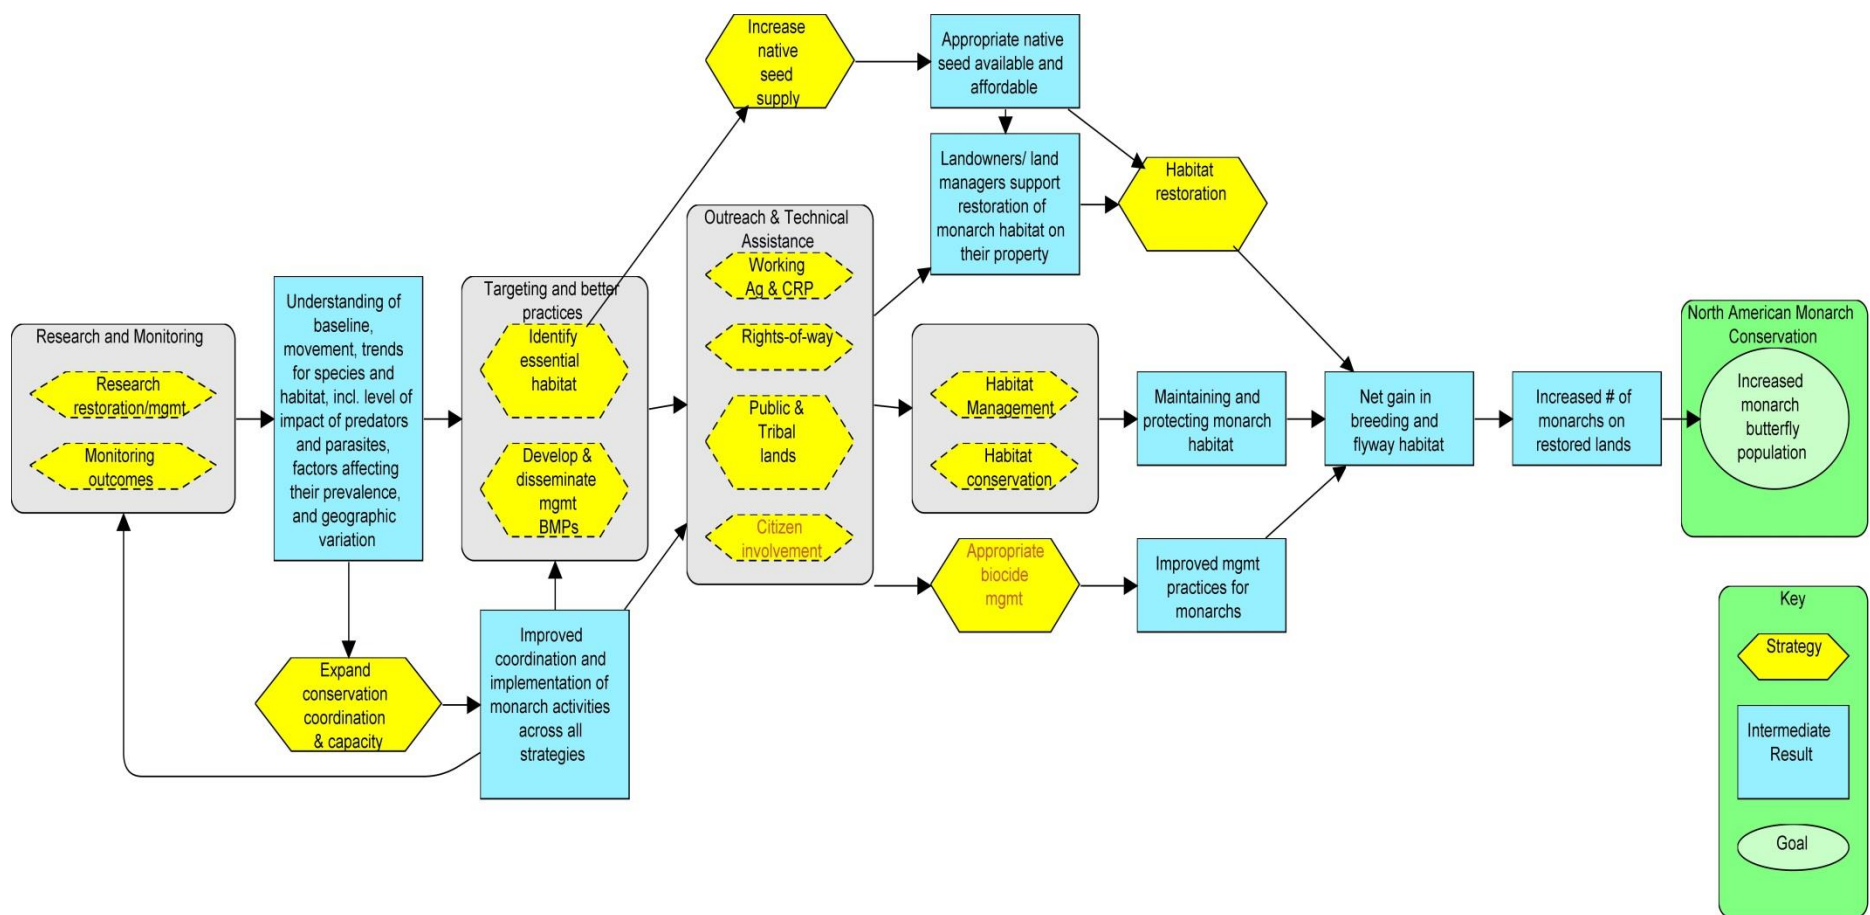 Increase
native
seed
supply
Appropriate native
seed available and
affordable
Landowners/ land
managers support
restoration of
monarch habitat on
their property
Habitat
restoration
Research and Monitoring
Research
restoration/mgmt
Monitoring
outcomes
Understanding of
baseline,
movement, trends
for species and
habitat, incl. level of
impact of predators
and parasites,
factors affecting
their prevalence,
and geographic
variation
Targeting and better
practices
Identify
essential
habitat
Develop &
disseminate
mgmt
BMPs
Outreach & Technical
Assistance
Working
Ag & CRP
Rights-of-way
Public &
Tribal
lands
Citizen
involvement
Habitat
Management
Habitat
conservation
Maintaining and
protecting monarch
habitat
Net gain in
breeding and
flyway habitat
Increased # of
monarchs on
restored lands
North American Monarch
Conservation
Increased
monarch
butterfly
population
Appropriate
biocide
mgmt
Improved mgmt
practices for
monarchs
Expand
conservation
coordination
& capacity
Improved
coordination and
implementation of
monarch activities
across all
strategies
Key
Strategy
Intermediate
Result
Goal